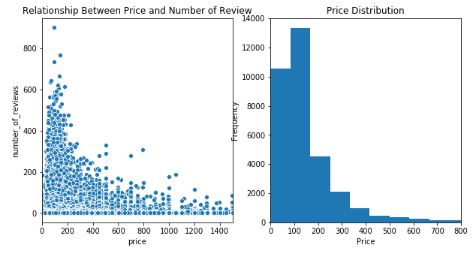 Relationship Between Price and Number of Review
number_of_reviews
800
600
400
200
0
0 200 400 600 800 1000 1200 1400
price
Price Distribution
Frequency
14000
12000
10000
8000
6000
4000
2000
0
0 100 200 300 400 500 600 700 800
Price